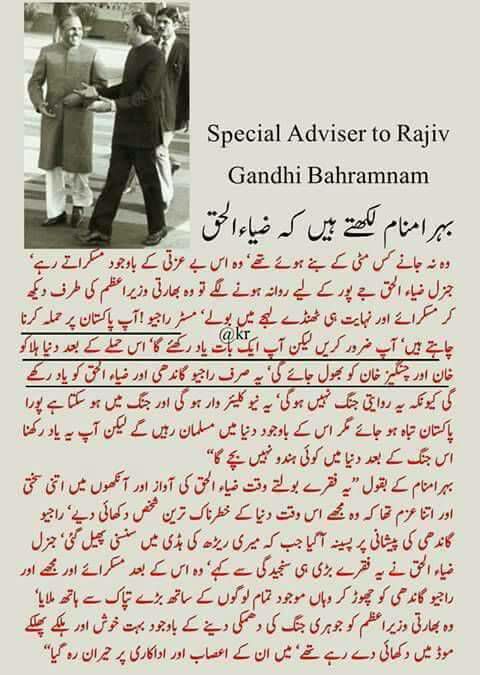 Special Adviser to Rajiv
Gandhi Bahramnam
بہرامنام لکھتے ہیں کہ ضیاءالحق
وہ نہ جانے کس مٹی کے بنے ہوئے تھے‘ وہ اس بے عزتی کے باوجود مسکراتے رہے‘
جنرل ضیاء الحق جے پور کے لیے روانہ ہونے لگے تو وہ بھارتی وزیراعظم کی طرف دیکھ
کر مسکرائے اور نہایت ہی ٹھنڈے لہجے میں بولے’’مسٹر راجیو !آپ پاکستان پر حملہ کرنا
@kr
چاہتے ہیں‘ آپ ضرور کریں لیکن آپ ایک بات یاد رکھئے گا‘ اس حملے کے بعد دنیا ہلاکو
خان اور چنگیز خان کو بھول جائے گی‘ یہ صرف راجیو گاندھی اور ضیاء الحق کو یاد رکھے
گی کیونکہ یہ روایتی جنگ نہیں ہوگی‘ یہ نیوکلیئر وار ہو گی اور جنگ میں ہو سکتا ہے پورا
پاکستان تباہ ہو جائے مگر اس کے باوجود دنیا میں مسلمان رہیں گے لیکن آپ یہ یاد رکھنا
اس جنگ کے بعد دنیا میں کوئی ہندو نہیں بچے گا‘‘
بہرامنام کے بقول ’’یہ فقرے بولتے وقت ضیاء الحق کی آواز اور آنکھوں میں اتنی سختی
اور اتنا عزم تھا کہ وہ مجھے اس وقت دنیا کے خطرناک ترین شخص دکھائی دیے‘ راجیو
گاندھی کی پیشانی پر پسینہ آگیا جب کہ میری ریڑھ کی ہڈی میں سنسنی پھیل گئی‘ جنرل
ضیاء الحق نے یہ فقرے بڑی ہی سنجیدگی سے کہے‘ وہ اس کے بعد مسکرائے اور مجھے اور
راجیو گاندھی کو چھوڑ کر وہاں موجود تمام لوگوں کے ساتھ بڑے تپاک سے ہاتھ ملایا‘
وہ بھارتی وزیراعظم کو جوہری جنگ کی دھمکی دینے کے باوجود بہت خوش اور ہلکے پھلکے
موڈ میں دکھائی دے رہے تھے‘ میں ان کے اعصاب اور اداکاری پر حیران رہ گیا‘‘